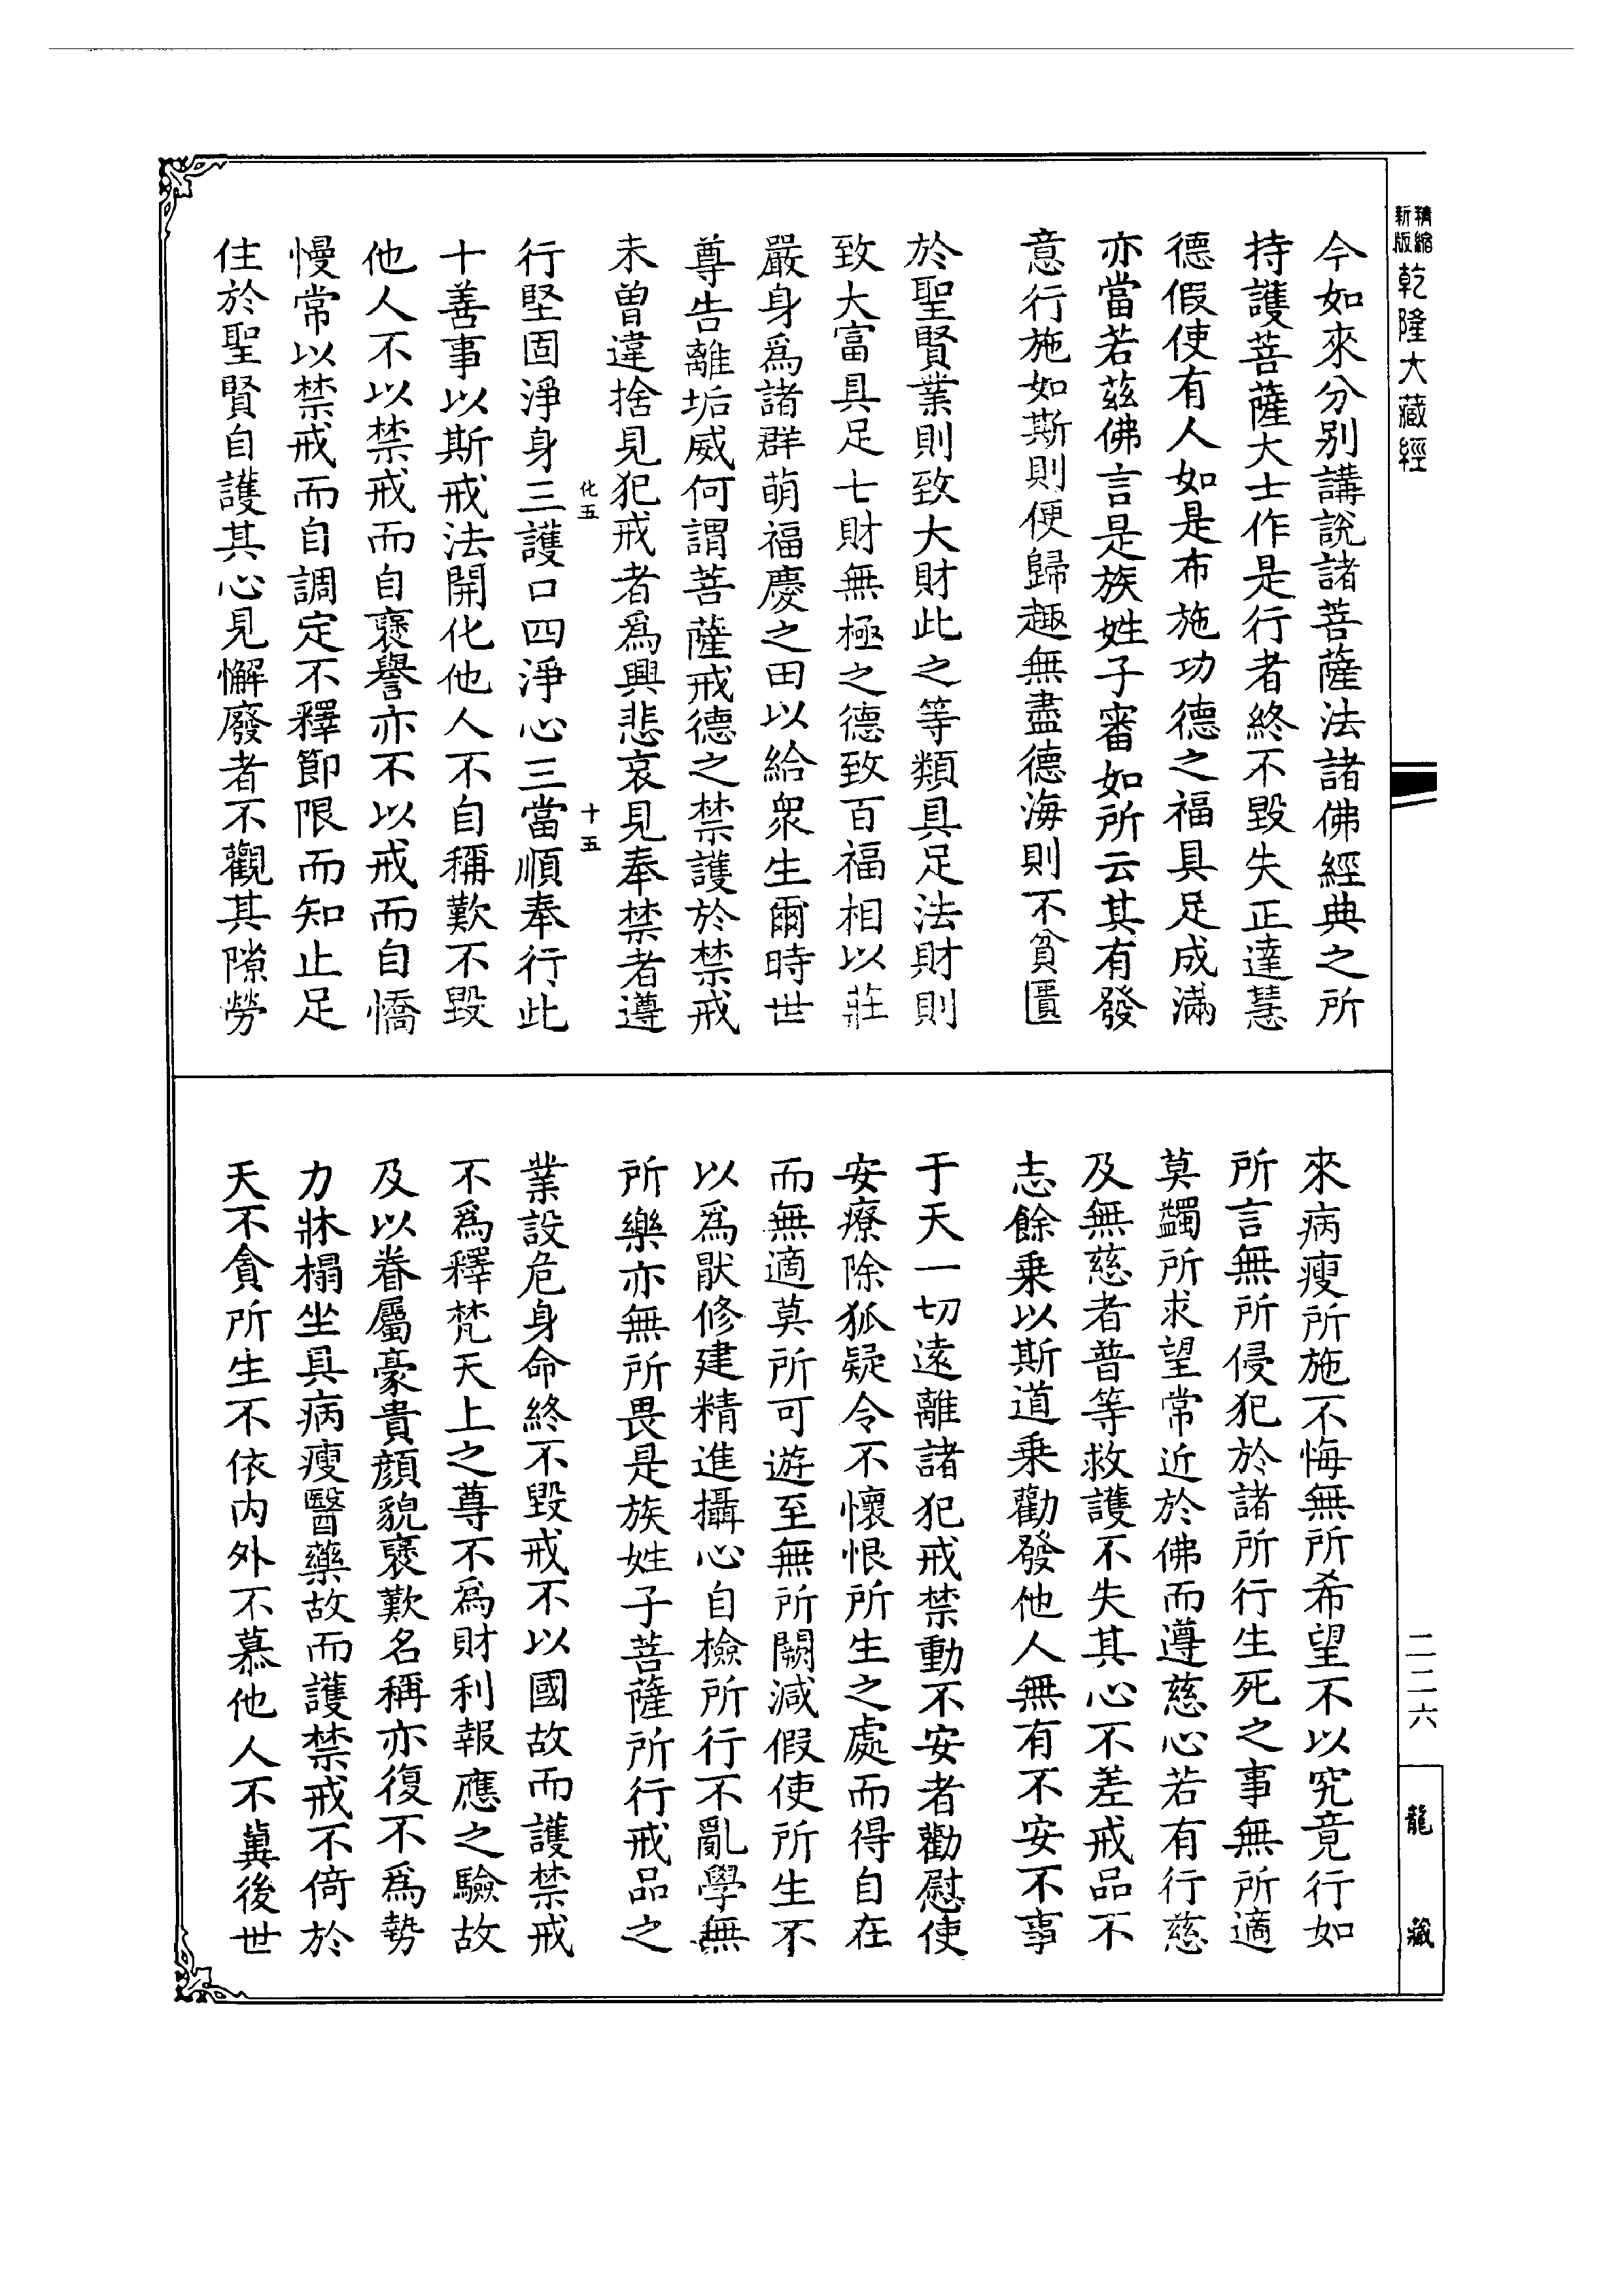 新版
精縮
乾隆大藏經
今如來分別講說諸菩薩法諸佛經典之所
持護菩薩大士作是行者終不毀失正達慧
德假使有人如是布施功德之福具足成滿
亦當若茲佛言是族姓子審如所云其有發
意行施如斯則便歸趣無盡德海則不貧匱
於聖賢業則致大財此之等類具足法財則
致大富具足七財無極之德致百福相以莊
嚴身爲諸群萌福慶之田以給衆生爾時世
尊告離垢威何謂菩薩戒德之禁護於禁戒
未曾違捨見犯戒者爲興悲哀見奉禁者遵
化五
十五
行堅固淨身三護口四淨心三當順奉行此
十善事以斯戒法開化他人不自稱歎不毀
他人不以禁戒而自襃譽亦不以戒而自憍
慢常以禁戒而自調定不釋節限而知止足
住於聖賢自護其心見懈廢者不觀其隙勞
來病瘦所施不悔無所希望不以究竟行如
所言無所侵犯於諸所行生死之事無所適
莫蠲所求望常近於佛而遵慈心若有行慈
及無慈者普等救護不失其心不差戒品不
志餘乗以斯道乗勸發他人無有不安不事
于天一切遠離諸犯戒禁動不安者勸慰使
安療除狐疑令不懷恨所生之處而得自在
而無適莫所可遊至無所闕減假使所生不
以爲猒修建精進攝心自檢所行不亂學無
所樂亦無所畏是族姓子菩薩所行戒品之
業設危身命終不毀戒不以國故而護禁戒
不爲釋梵天上之尊不爲財利報應之驗故
及以眷屬豪貴顏貌襃歎名稱亦復不爲勢
力牀榻坐具病瘦醫藥故而護禁戒不倚於
天不貪所生不依內外不慕他人不冀後世
二二六
龍藏